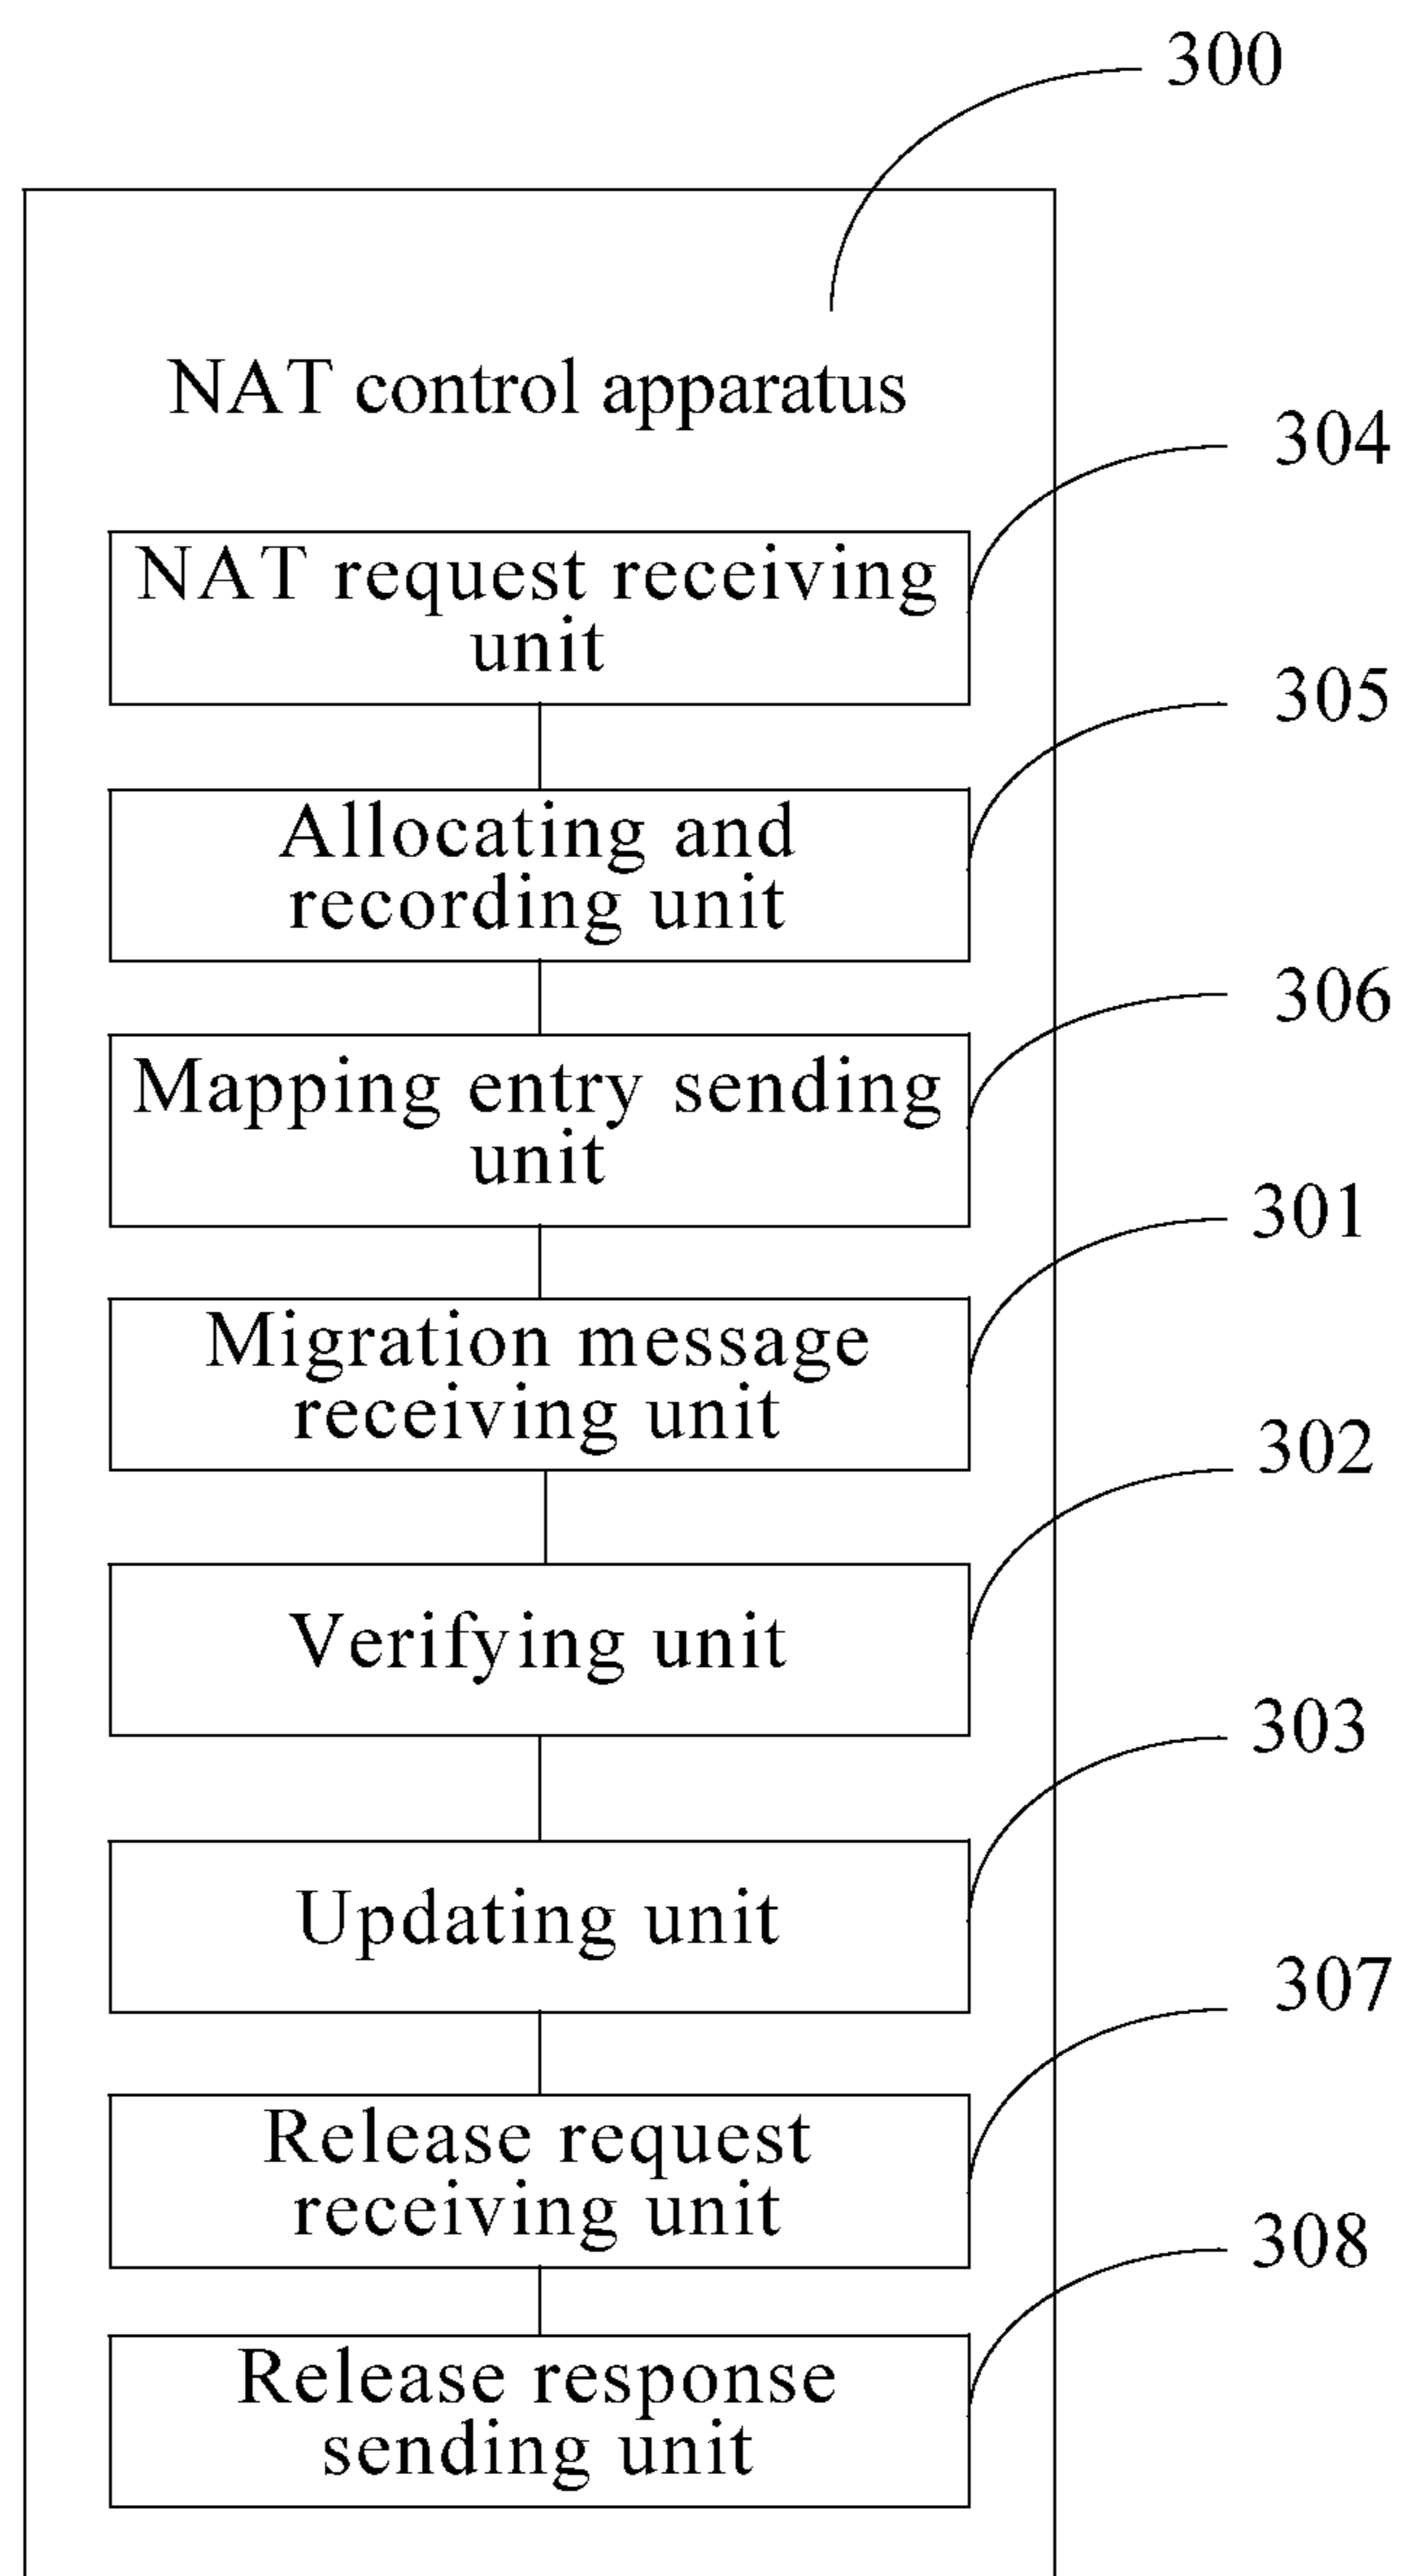 300
NAT control apparatus
304
NAT request receiving
unit
305
Allocating and
recording unit
306
Mapping entry sending
unit
301
Migration message
receiving unit
302
Verifying unit
303
Updating unit
307
Release request
receiving unit
308
Release response
sending unit